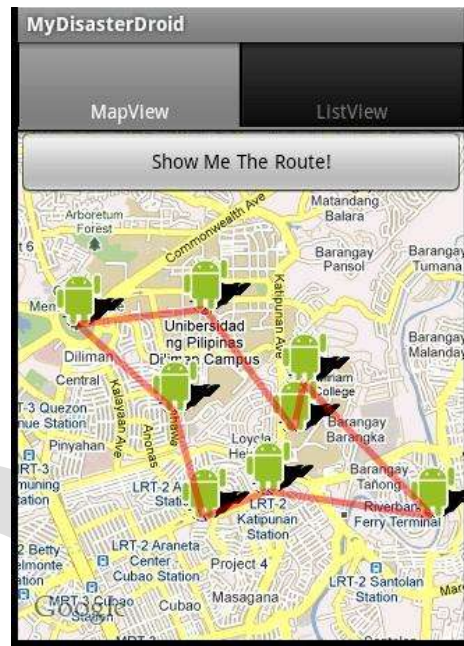 MyDisasterDroid
MapView
ListView
Show Me The Route!
Matandang
Balara
Arboretum
Forest
Commonwealth Ave
Barangay
Pansol
Barangay
Tumana
Katipunan Ave
Unibersidad
ng Pilipinas
Diliman Campus
Diliman
Central
Barangay
Malanday
College
Kalayaan Ave
Anonas
Barangay
Barangka
Pinyahan
LRT-2
Barangay
Tañong
LRT-2
Katipunan
Station
Ferry Terminal
LRT-2 Araneta
Center
Cubao Station
Project 4
LRT-2 Santolan
Station
Masagana
Cubao
Google